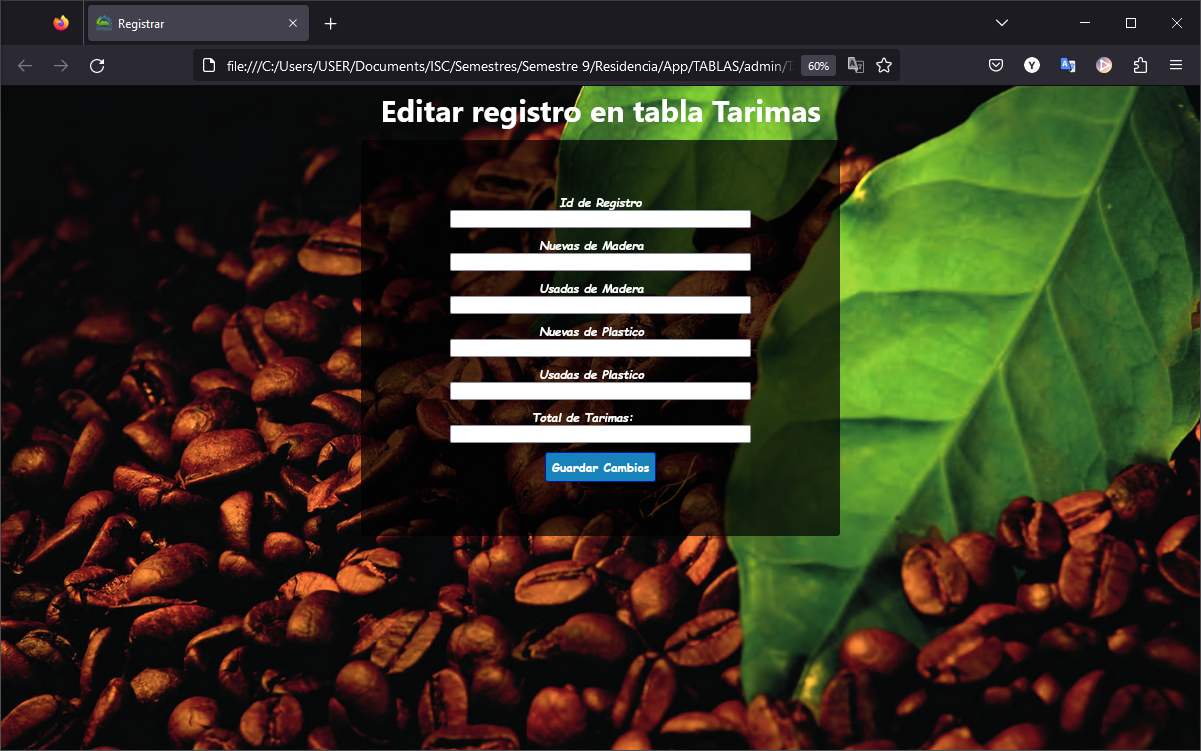 Registrar
file:///C:/Users/USER/Documents/ISC/Semestres/Semestre 9/Residencia/App/TABLAS/admin/
60%
Y
Editar registro en tabla Tarimas
Id de Registro
Nuevas de Madera
Usadas de Madera
Nuevas de Plastico
Usadas de Plastico
Total de Tarimas:
Guardar Cambios